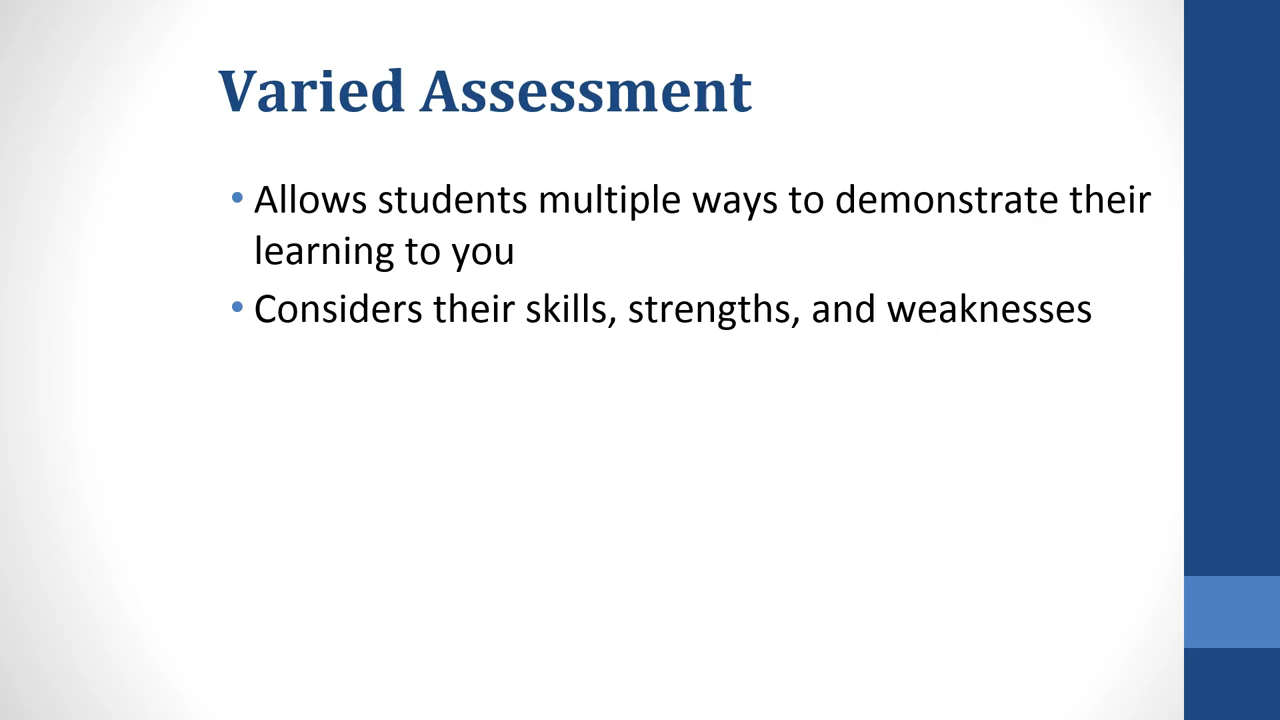 Varied Assessment
• Allows students multiple ways to demonstrate their
learning to you
• Considers their skills, strengths, and weaknesses